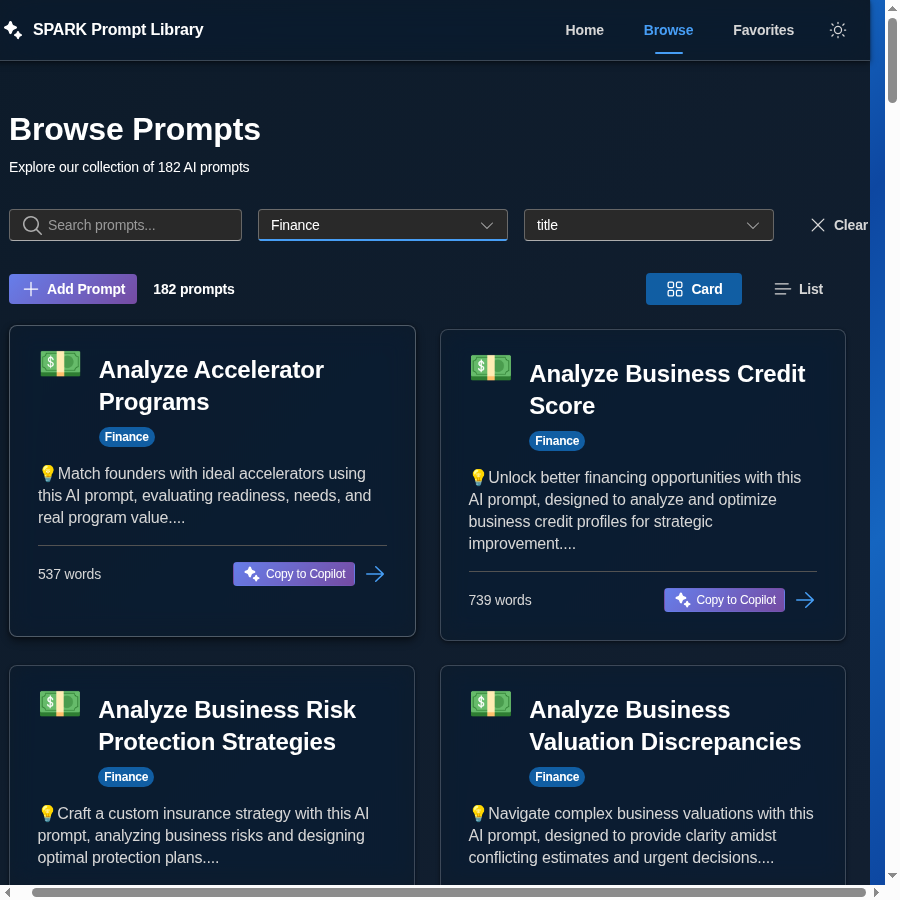 SPARK Prompt Library
Home
Browse
Favorites
Browse Prompts
Explore our collection of 182 AI prompts
Search prompts...
Finance
title
Clear
Add Prompt
182 prompts
Card
List
Analyze Accelerator
Programs
Finance
Match founders with ideal accelerators using
this AI prompt, evaluating readiness, needs, and
real program value....
537 words
Copy to Copilot
Analyze Business Credit
Score
Finance
Unlock better financing opportunities with this
AI prompt, designed to analyze and optimize
business credit profiles for strategic
improvement....
739 words
Copy to Copilot
Analyze Business Risk
Protection Strategies
Finance
Craft a custom insurance strategy with this AI
prompt, analyzing business risks and designing
optimal protection plans....
Analyze Business
Valuation Discrepancies
Finance
Navigate complex business valuations with this
AI prompt, designed to provide clarity amidst
conflicting estimates and urgent decisions....